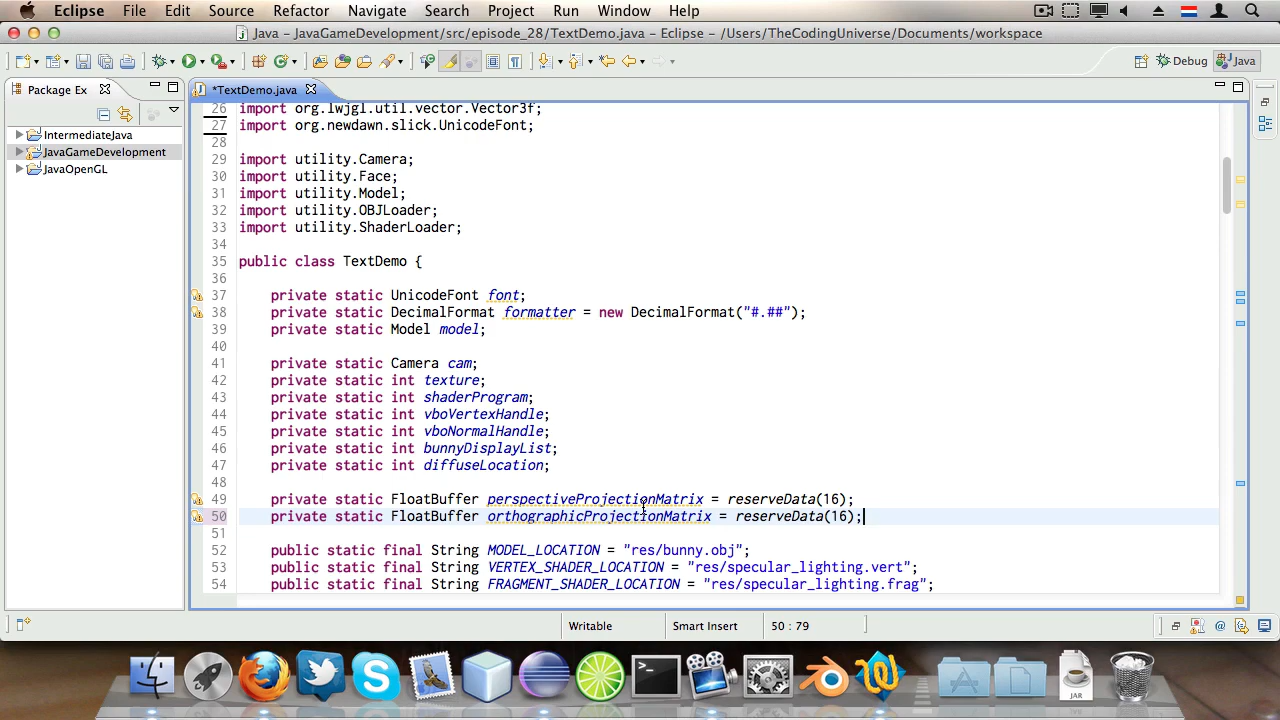 Eclipse File Edit Source Refactor Navigate Search Project Run Window Help
Java – JavaGameDevelopment/src/episode_28/TextDemo.java – Eclipse – /Users/TheCodingUniverse/Documents/workspace
Debug Java
Package Ex
*TextDemo.java
IntermediateJava
JavaGameDevelopment
JavaOpenGL
26 import org.lwjgl.util.vector.Vector3f;
27 import org.newdawn.slick.UnicodeFont;
28
29 import utility.Camera;
30 import utility.Face;
31 import utility.Model;
32 import utility.OBJLoader;
33 import utility.ShaderLoader;
34
35 public class TextDemo {
36
37 private static UnicodeFont font;
38 private static DecimalFormat formatter = new DecimalFormat("#.##");
39 private static Model model;
40
41 private static Camera cam;
42 private static int texture;
43 private static int shaderProgram;
44 private static int vboVertexHandle;
45 private static int vboNormalHandle;
46 private static int bunnyDisplayList;
47 private static int diffuseLocation;
48
49 private static FloatBuffer perspectiveProjectionMatrix = reserveData(16);
50 private static FloatBuffer orthographicProjectionMatrix = reserveData(16);
51
52 public static final String MODEL_LOCATION = "res/bunny.obj";
53 public static final String VERTEX_SHADER_LOCATION = "res/specular_lighting.vert";
54 public static final String FRAGMENT_SHADER_LOCATION = "res/specular_lighting.frag";
Writable Smart Insert 50 : 79
JAR